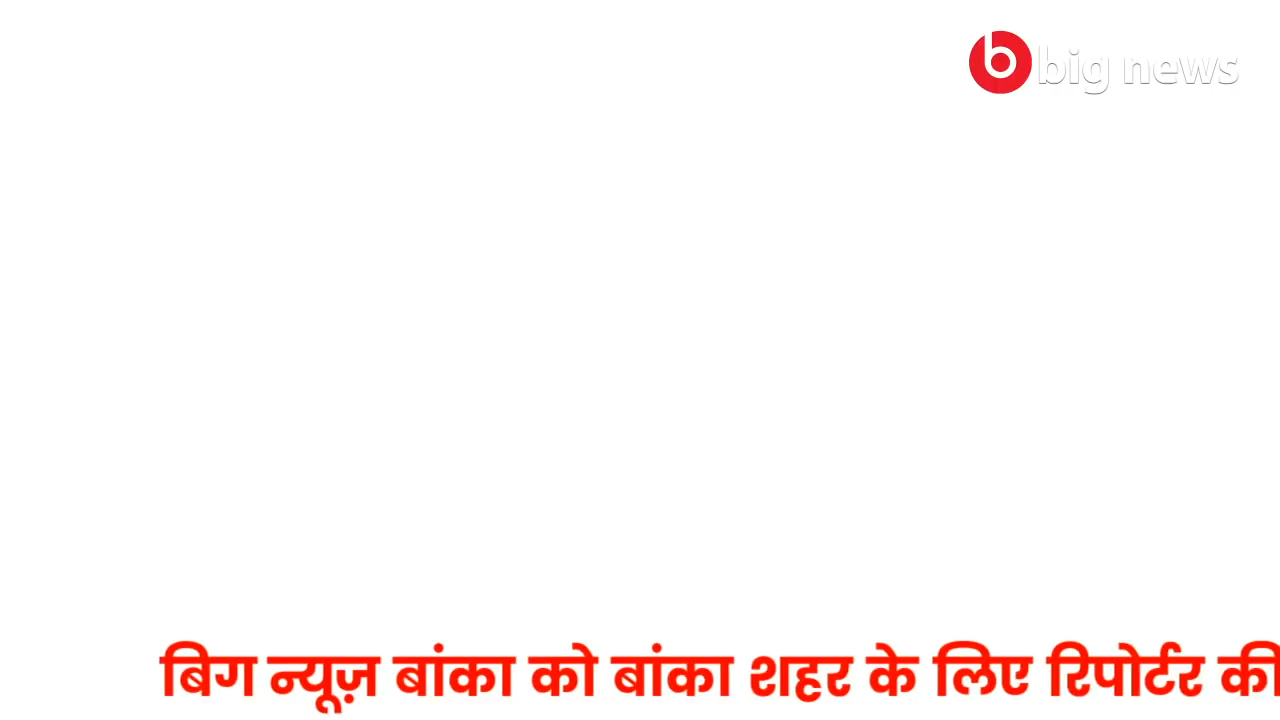 big news
बिग न्यूज़ बांका को बांका शहर के लिए रिपोर्टर की